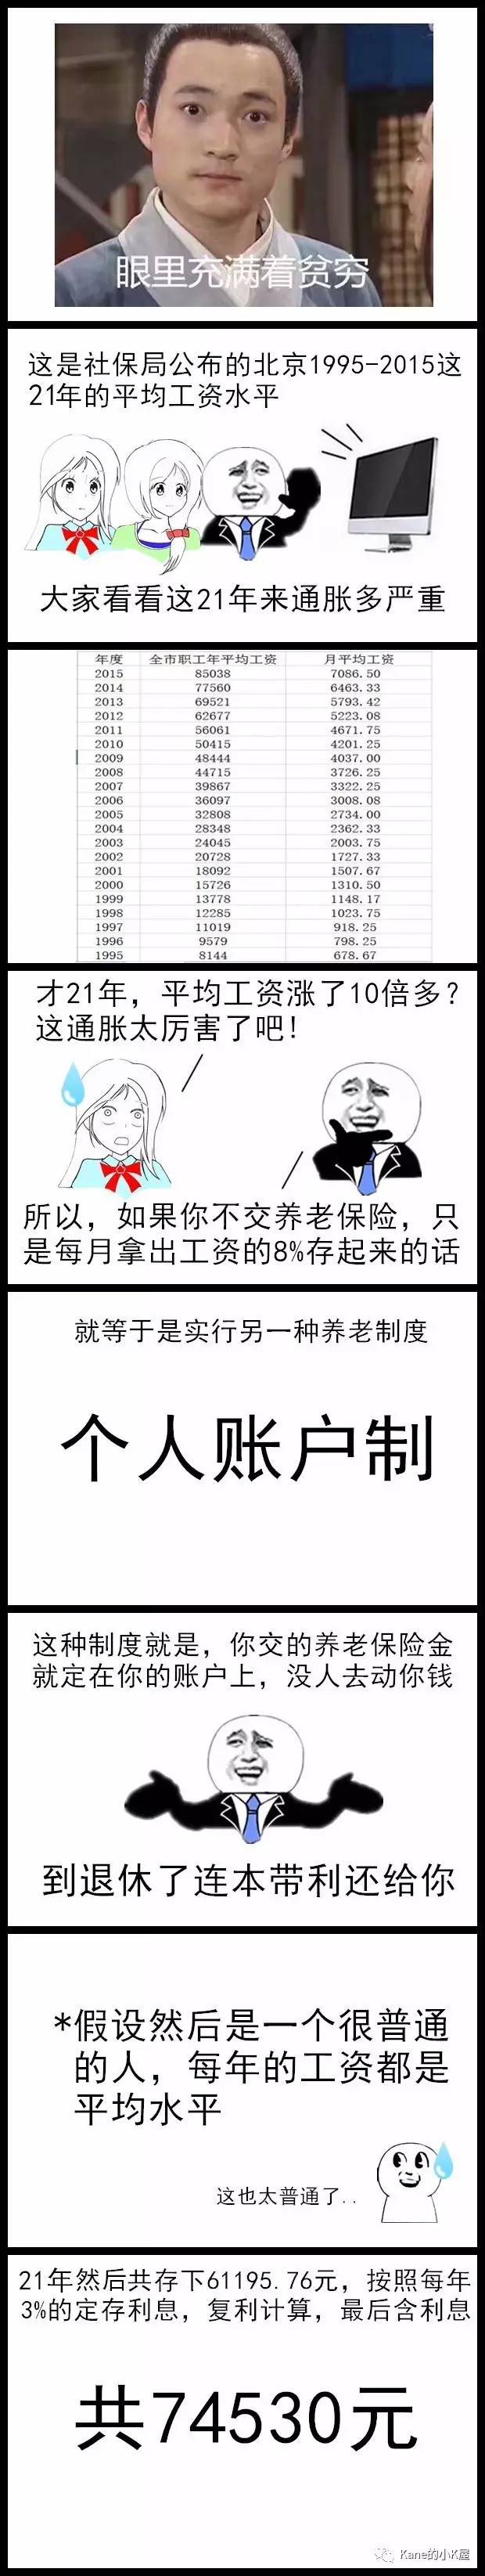 眼里充满着贫穷
这是社保局公布的北京1995-2015这
21年的平均工资水平
大家看看这21年来通胀多严重
年度 全市职工年平均工资 月平均工资
2015 85038 7086.50
2014 77560 6463.33
2013 69521 5793.42
2012 62677 5223.08
2011 56061 4671.75
2010 50415 4201.25
2009 48444 4037.00
2008 44715 3726.25
2007 39867 3322.25
2006 36097 3008.08
2005 32808 2734.00
2004 28348 2362.33
2003 24045 2003.75
2002 20728 1727.33
2001 18092 1507.67
2000 15726 1310.50
1999 13778 1148.17
1998 12285 1023.75
1997 11019 918.25
1996 9579 798.25
1995 8144 678.67
才21年，平均工资涨了10倍多？
这通胀太厉害了吧！
所以，如果你不交养老保险，只
是每月拿出工资的8%存起来的话
就等于是实行另一种养老制度
个人账户制
这种制度就是，你交的养老保险金
就定在你的账户上，没人去动你钱
到退休了连本带利还给你
*假设然后是一个很普通
的人，每年的工资都是
平均水平
这也太普通了..
21年然后共存下61195.76元，按照每年
3%的定存利息，复利计算，最后含利息
共74530元
Kane的小K屋